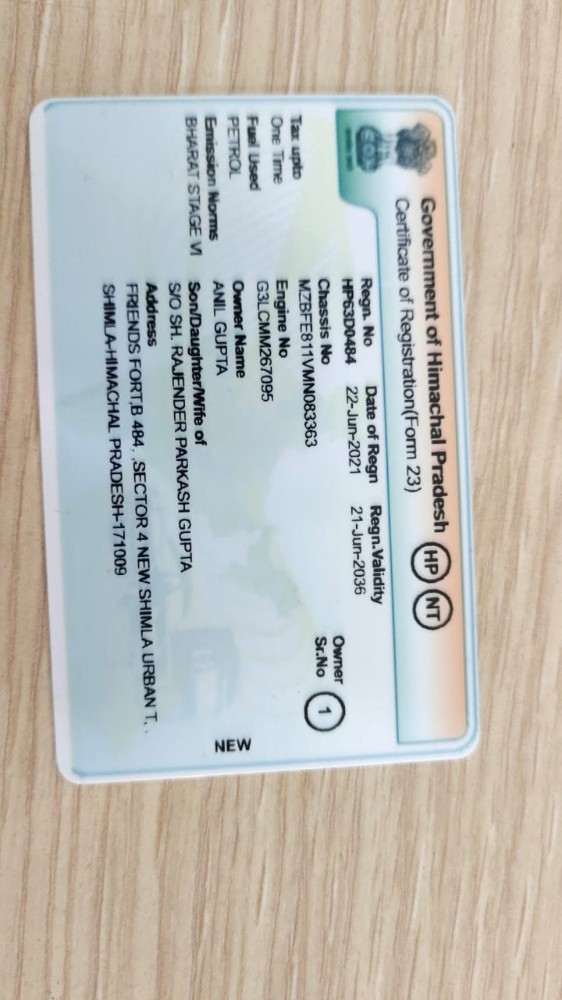 Government of Himachal Pradesh HP NT
Certificate of Registration(Form 23)
Regn. No Date of Regn Regn.Validity
HP63D0484 22-Jun-2021 21-Jun-2036
Owner
Sr.No 1
Chassis No
MZBFE811VMN083363
Tax upto
One Time
Engine No
G3LCMM267095
Fuel Used
PETROL
Owner Name
ANIL GUPTA
Emission Norms
BHARAT STAGE VI
Son/Daughter/Wife of
S/O SH. RAJENDER PARKASH GUPTA
Address
FRIENDS FORT,B 484, ,SECTOR 4 NEW SHIMLA URBAN T, ,
SHIMLA-HIMACHAL PRADESH-171009
NEW